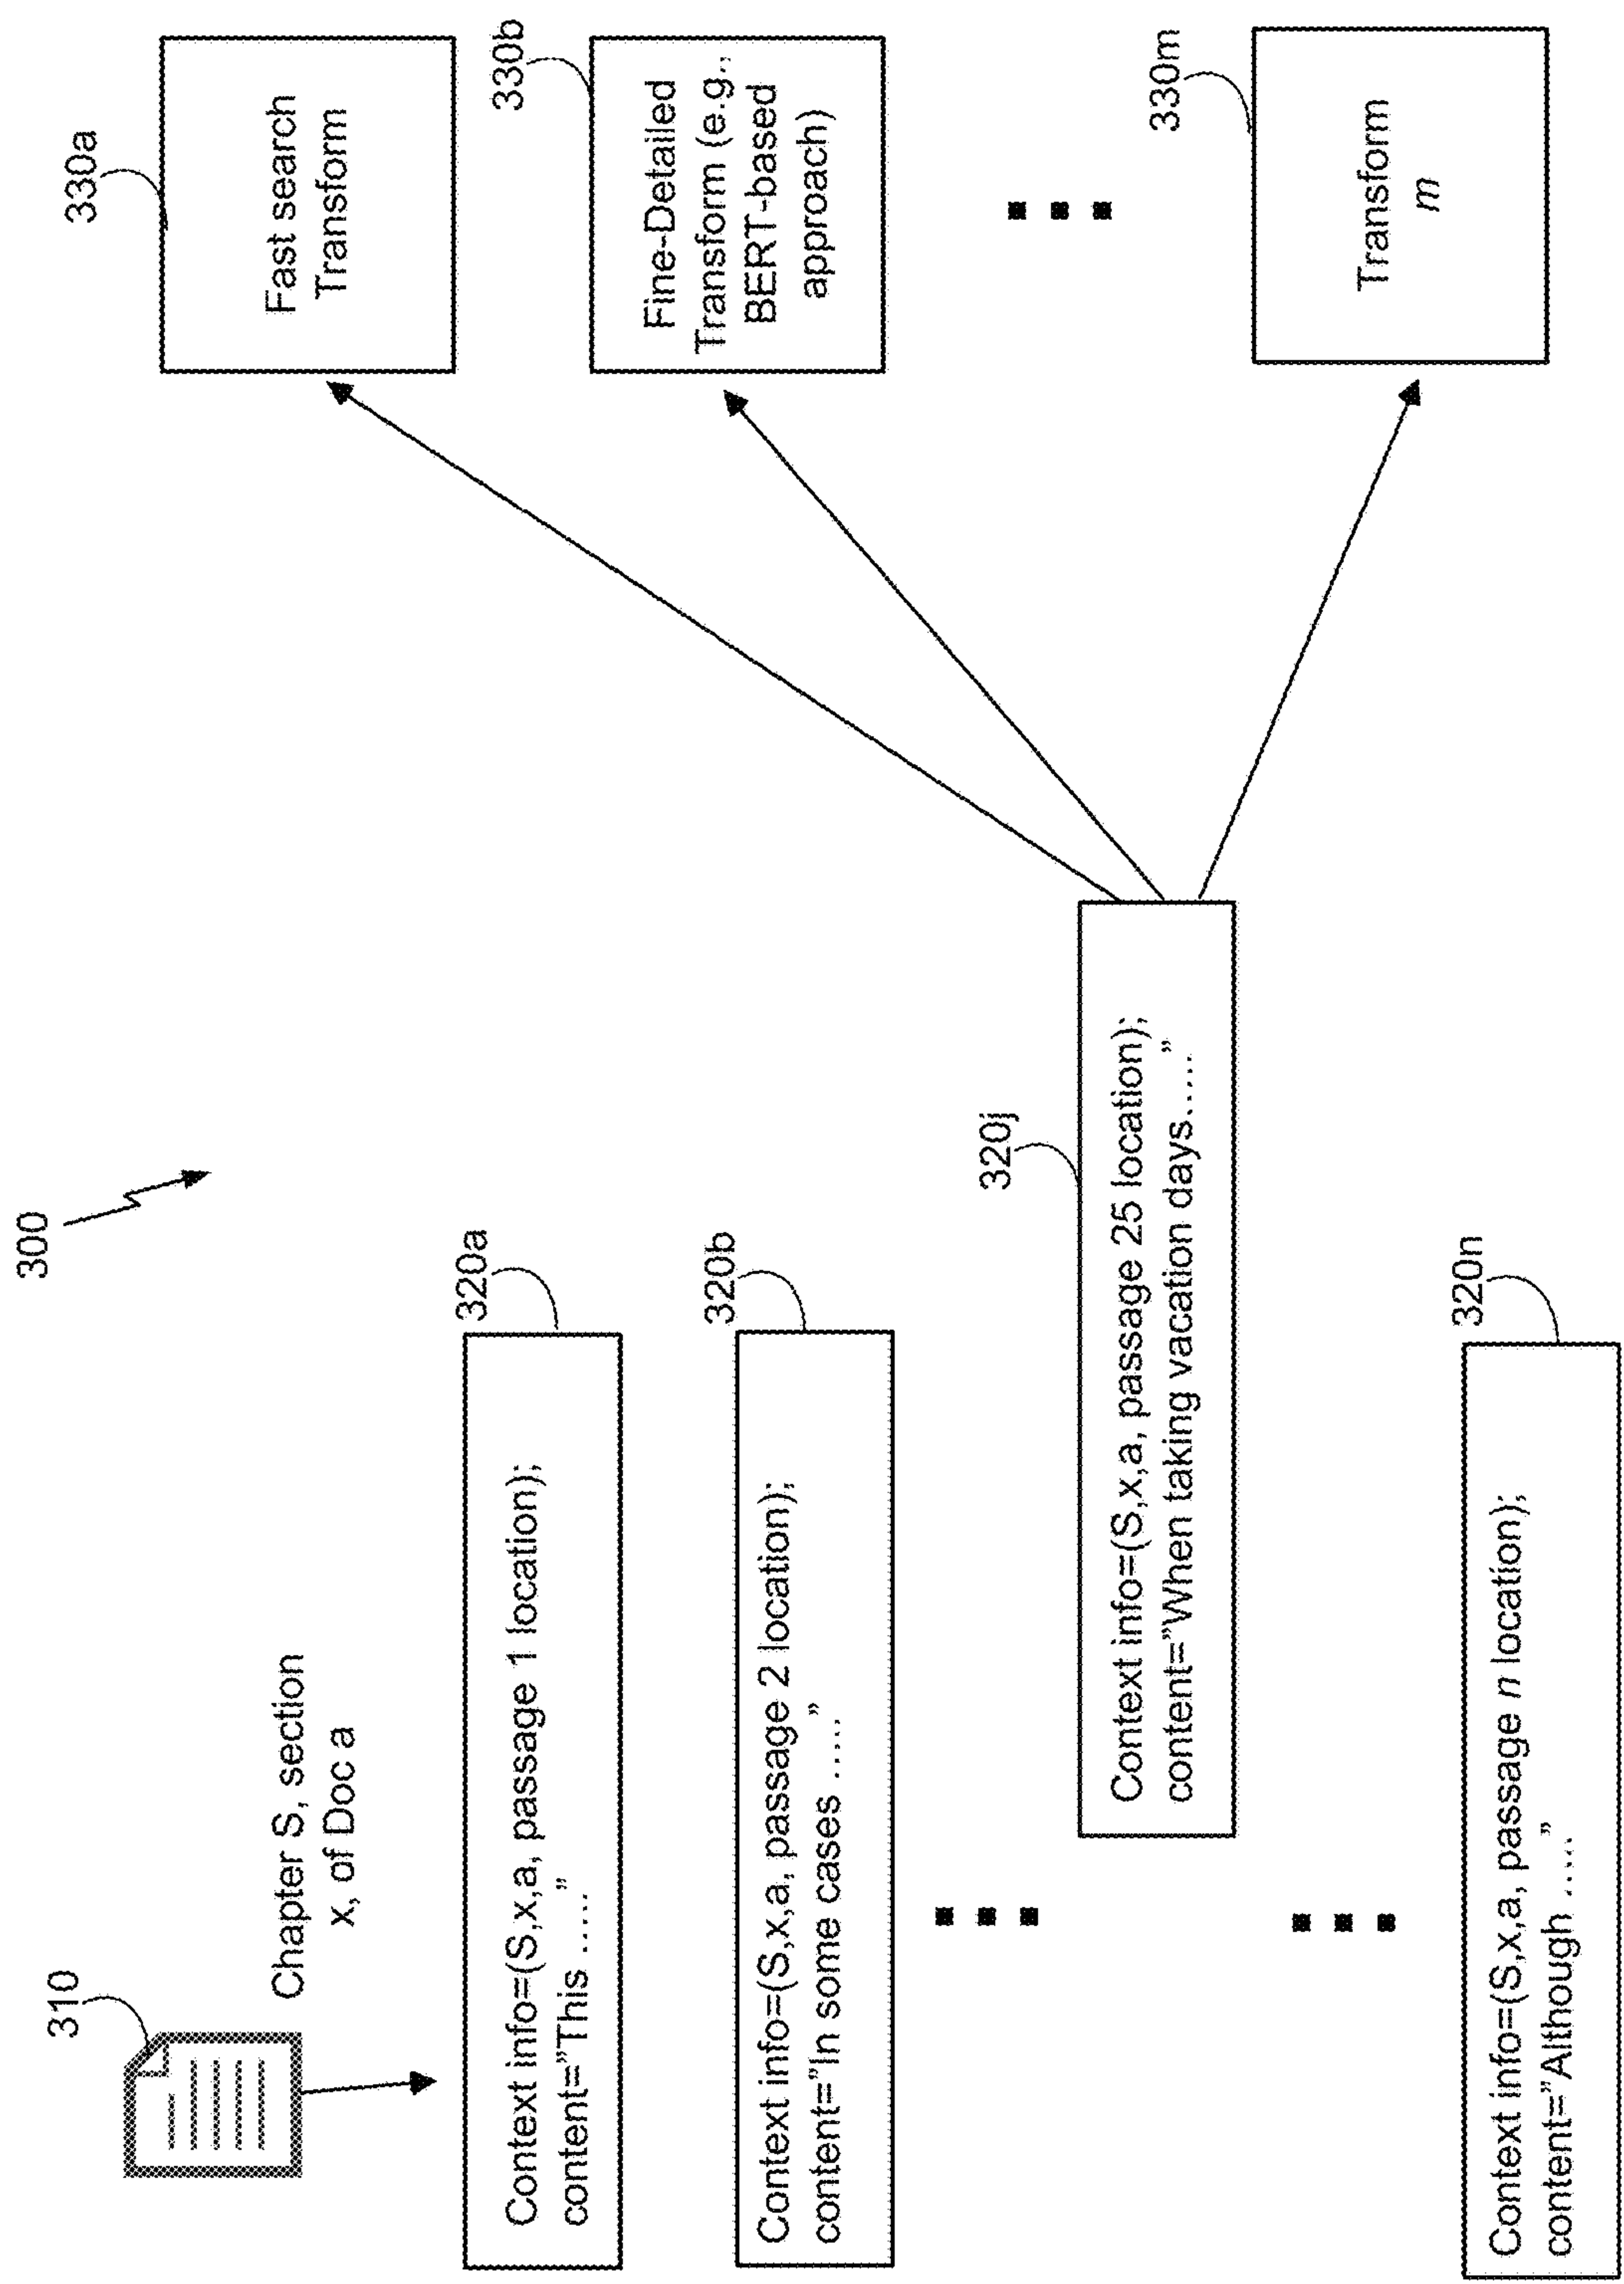 300
310
Chapter S, section
x, of Doc a
320a
Context info=(S,x,a, passage 1 location);
content=”This .....”
320b
Context info=(S,x,a, passage 2 location);
content=”In some cases .....”
320j
Context info=(S,x,a, passage 25 location);
content=”When taking vacation days.....”
320n
Context info=(S,x,a, passage n location);
content=”Although .....”
330a
Fast search
Transform
330b
Fine-Detailed
Transform (e.g.,
BERT-based
approach)
330m
Transform
m